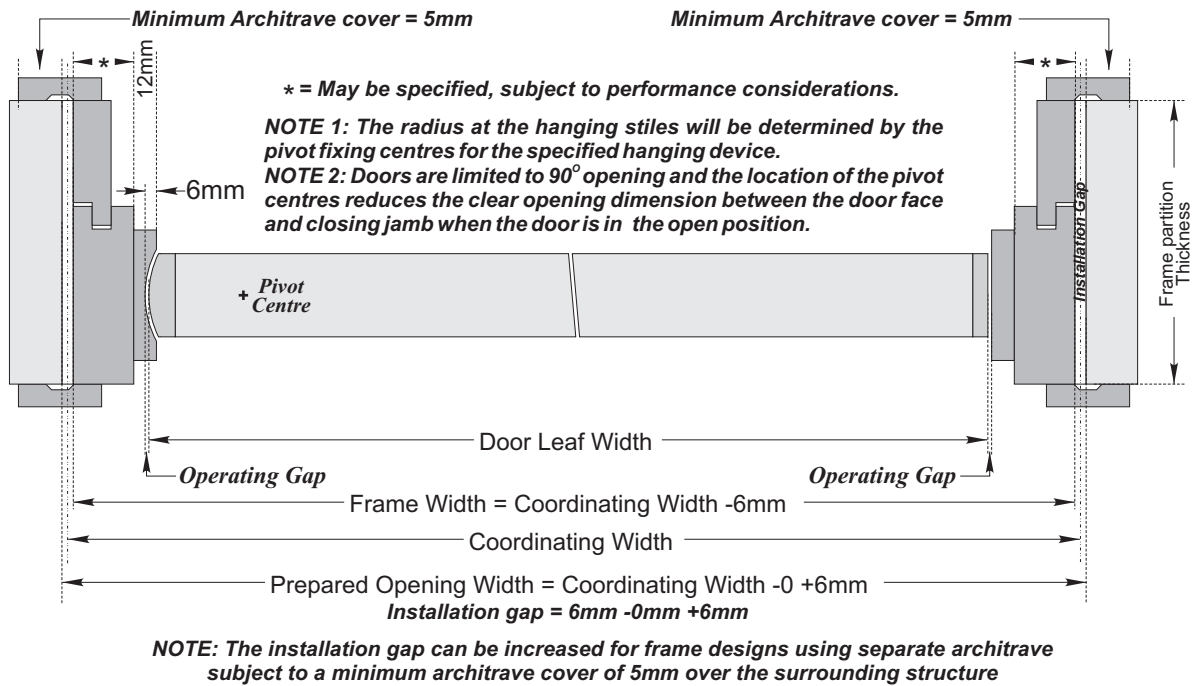 Minimum Architrave cover = 5mm
Minimum Architrave cover = 5mm
*
12mm
*
* = May be specified, subject to performance considerations.
NOTE 1: The radius at the hanging stiles will be determined by the
pivot fixing centres for the specified hanging device.
NOTE 2: Doors are limited to 90° opening and the location of the pivot
centres reduces the clear opening dimension between the door face
and closing jamb when the door is in the open position.
6mm
Installation Gap
Frame partition
Thickness
+ Pivot
Centre
Door Leaf Width
Operating Gap
Operating Gap
Frame Width = Coordinating Width -6mm
Coordinating Width
Prepared Opening Width = Coordinating Width -0 +6mm
Installation gap = 6mm -0mm +6mm
NOTE: The installation gap can be increased for frame designs using separate architrave
subject to a minimum architrave cover of 5mm over the surrounding structure